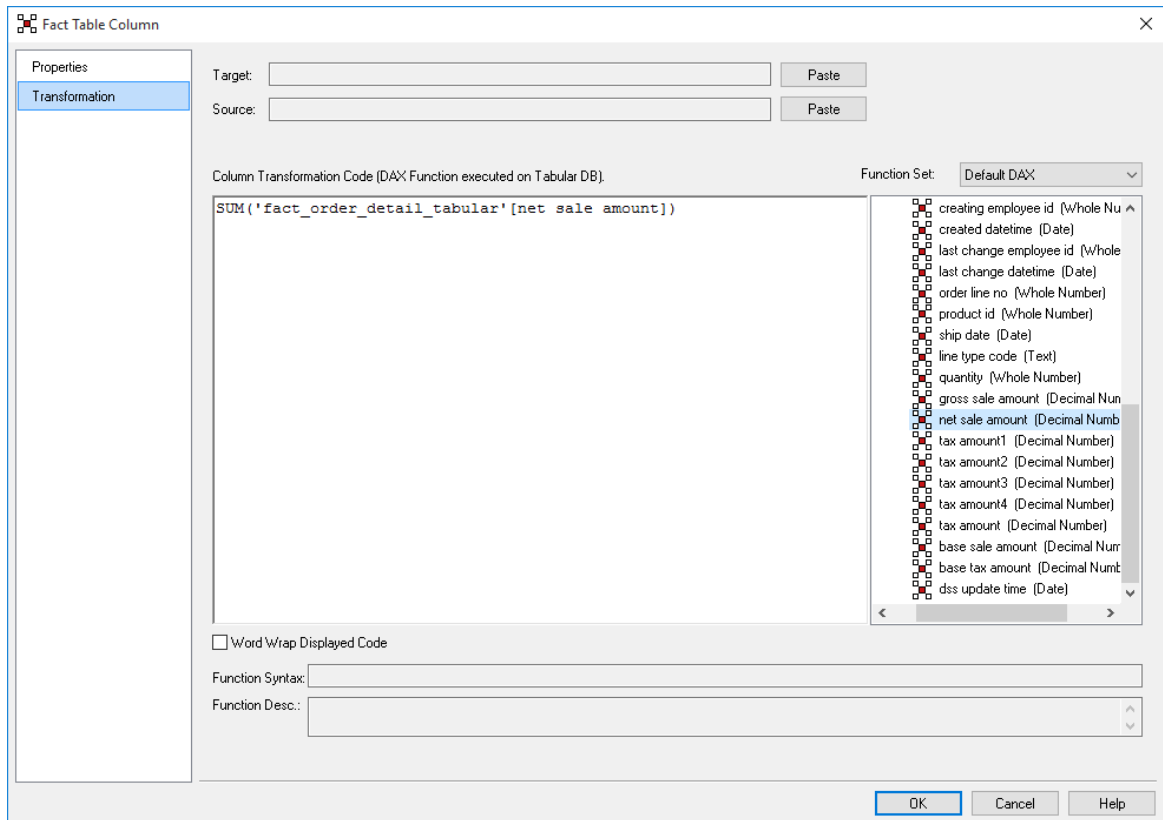 Fact Table Column
Properties
Transformation
Target:
Paste
Source:
Paste
Column Transformation Code (DAX Function executed on Tabular DB).
Function Set:
Default DAX
SUM('fact_order_detail_tabular'[net sale amount])
creating employee id (Whole Nu
created datetime (Date)
last change employee id (Whole
last change datetime (Date)
order line no (Whole Number)
product id (Whole Number)
ship date (Date)
line type code (Text)
quantity (Whole Number)
gross sale amount (Decimal Num
net sale amount (Decimal Numb
tax amount1 (Decimal Number)
tax amount2 (Decimal Number)
tax amount3 (Decimal Number)
tax amount4 (Decimal Number)
tax amount (Decimal Number)
base sale amount (Decimal Num
base tax amount (Decimal Numb
dss update time (Date)
Word Wrap Displayed Code
Function Syntax:
Function Desc.:
OK
Cancel
Help